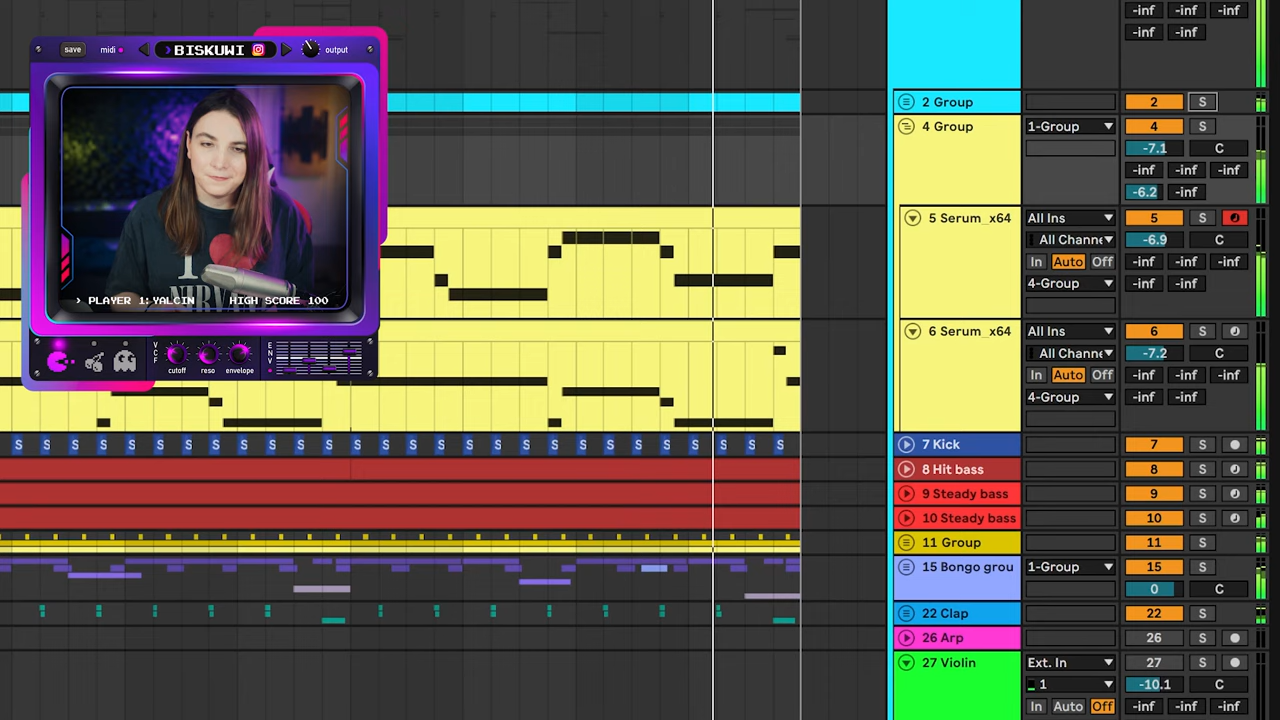 -inf -inf -inf
-inf
save midi BISKUWI output
2 Group 2 S
4 Group 1-Group 4 S
-7.1 C
-inf -inf -inf
-6.2 -inf
5 Serum_x64 All Ins 5 S
All Channe -6.9 C
In Auto Off -inf -inf -inf
4-Group -inf -inf
PLAYER 1: YALCIN HIGH SCORE 100
I
NIRV
6 Serum_x64 All Ins 6 S
All Channe -7.2 C
In Auto Off -inf -inf -inf
4-Group -inf -inf
VCF cutoff reso envelope ENV
S S S S S S S S S S S S S S S S S S S S S S S S S S S S
7 Kick 7 S
8 Hit bass 8 S
9 Steady bass 9 S
10 Steady bass 10 S
11 Group 11 S
15 Bongo grou 1-Group 15 S
0 C
22 Clap 22 S
26 Arp 26 S
27 Violin Ext. In 27 S
1 -10.1 C
In Auto Off -inf -inf -inf